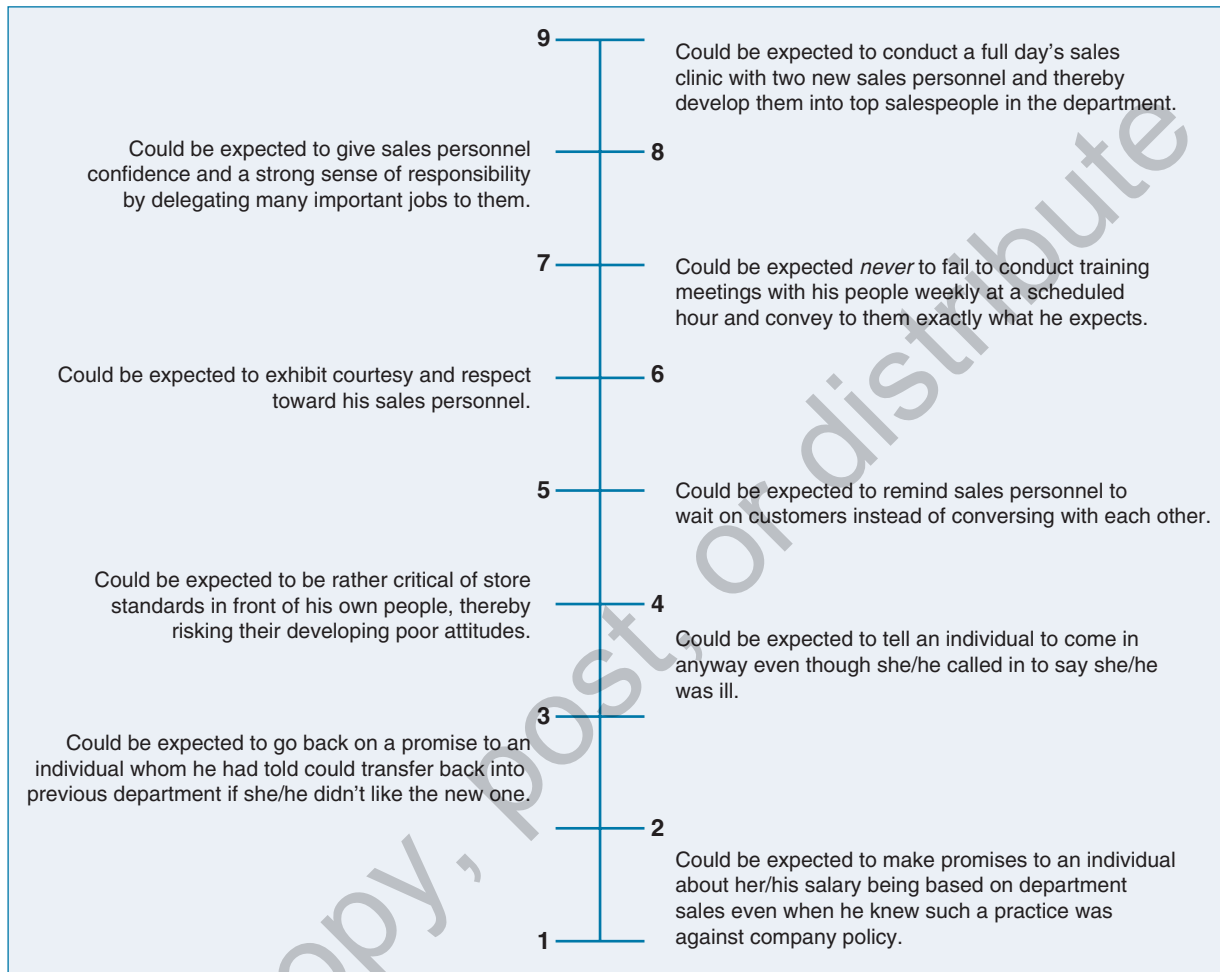 9
Could be expected to conduct a full day's sales
clinic with two new sales personnel and thereby
develop them into top salespeople in the department.
Could be expected to give sales personnel
confidence and a strong sense of responsibility
by delegating many important jobs to them.
8
7
Could be expected never to fail to conduct training
meetings with his people weekly at a scheduled
hour and convey to them exactly what he expects.
Could be expected to exhibit courtesy and respect
toward his sales personnel.
6
5
Could be expected to remind sales personnel to
wait on customers instead of conversing with each other.
Could be expected to be rather critical of store
standards in front of his own people, thereby
risking their developing poor attitudes.
4
Could be expected to tell an individual to come in
anyway even though she/he called in to say she/he
was ill.
3
Could be expected to go back on a promise to an
individual whom he had told could transfer back into
previous department if she/he didn't like the new one.
2
Could be expected to make promises to an individual
about her/his salary being based on department
sales even when he knew such a practice was
against company policy.
1
opy, post, or distribute